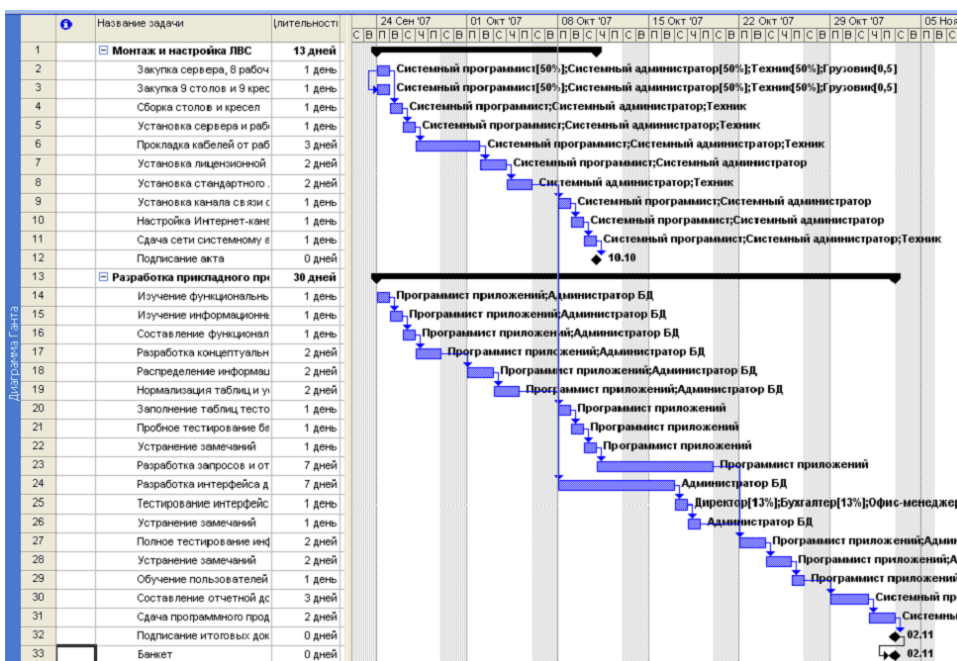 Название задачи Длительность 24 Сен '07 01 Окт '07 08 Окт '07 15 Окт '07 22 Окт '07 29 Окт '07 05 Ноя
С В П В С Ч П С В П В С Ч П С В П В С Ч П С В П В С Ч П С В П В С Ч П С В П В С Ч П С В П В С
1 Монтаж и настройка ЛВС 13 дней
2 Закупка сервера, 8 рабоч 1 день Системный программист[50%];Системный администратор[50%];Техник[50%];Грузовик[0,5]
3 Закупка 9 столов и 9 крес 1 день Системный программист[50%];Системный администратор[50%];Техник[50%];Грузовик[0,5]
4 Сборка столов и кресел 1 день Системный программист;Системный администратор;Техник
5 Установка сервера и раб 1 день Системный программист;Системный администратор;Техник
6 Прокладка кабелей от раб 3 дней Системный программист;Системный администратор;Техник
7 Установка лицензионной 2 дней Системный программист;Системный администратор
8 Установка стандартного 2 дней Системный администратор;Техник
9 Установка канала связи с 1 день Системный программист;Системный администратор
10 Настройка Интернет-кана 1 день Системный программист;Системный администратор
11 Сдача сети системному а 1 день Системный программист;Системный администратор;Техник
12 Подписание акта 0 дней 10.10
13 Разработка прикладного пр 30 дней
14 Изучение функциональн 1 день Программист приложений;Администратор БД
15 Изучение информационн 1 день Программист приложений;Администратор БД
16 Составление функционал 1 день Программист приложений;Администратор БД
17 Разработка концептуальн 2 дней Программист приложений;Администратор БД
18 Распределение информац 2 дней Программист приложений;Администратор БД
19 Нормализация таблиц и у 2 дней Программист приложений;Администратор БД
20 Заполнение таблиц тесто 1 день Программист приложений
21 Пробное тестирование ба 1 день Программист приложений
22 Устранение замечаний 1 день Программист приложений
23 Разработка запросов и от 7 дней Программист приложений
24 Разработка интерфейса д 7 дней Администратор БД
25 Тестирование интерфейс 1 день Директор[13%];Бухгалтер[13%];Офис-менеджер
26 Устранение замечаний 1 день Администратор БД
27 Полное тестирование инф 2 дней Программист приложений;Админ
28 Устранение замечаний 2 дней Программист приложений;А
29 Обучение пользователей 1 день Программист приложений
30 Составление отчетной до 3 дней Системный пр
31 Сдача программного прод 2 дней Системны
32 Подписание итоговых док 0 дней 02.11
33 Банкет 0 дней 02.11
Диаграмма Ганта